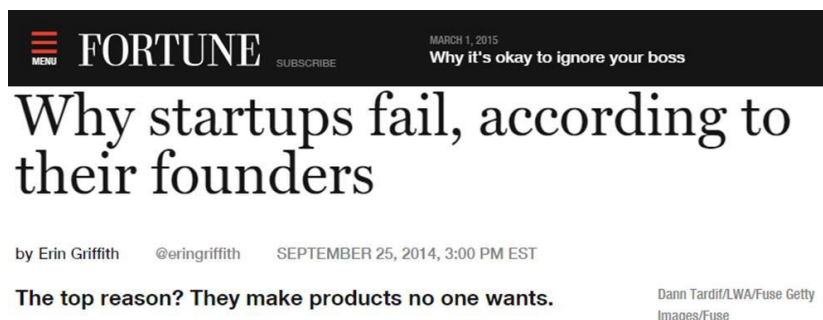 MENU
FORTUNE
SUBSCRIBE
MARCH 1, 2015
Why it's okay to ignore your boss
Why startups fail, according to
their founders
by Erin Griffith @eringriffith SEPTEMBER 25, 2014, 3:00 PM EST
The top reason? They make products no one wants.
Dann Tardif/LWA/Fuse Getty
Images/Fuse